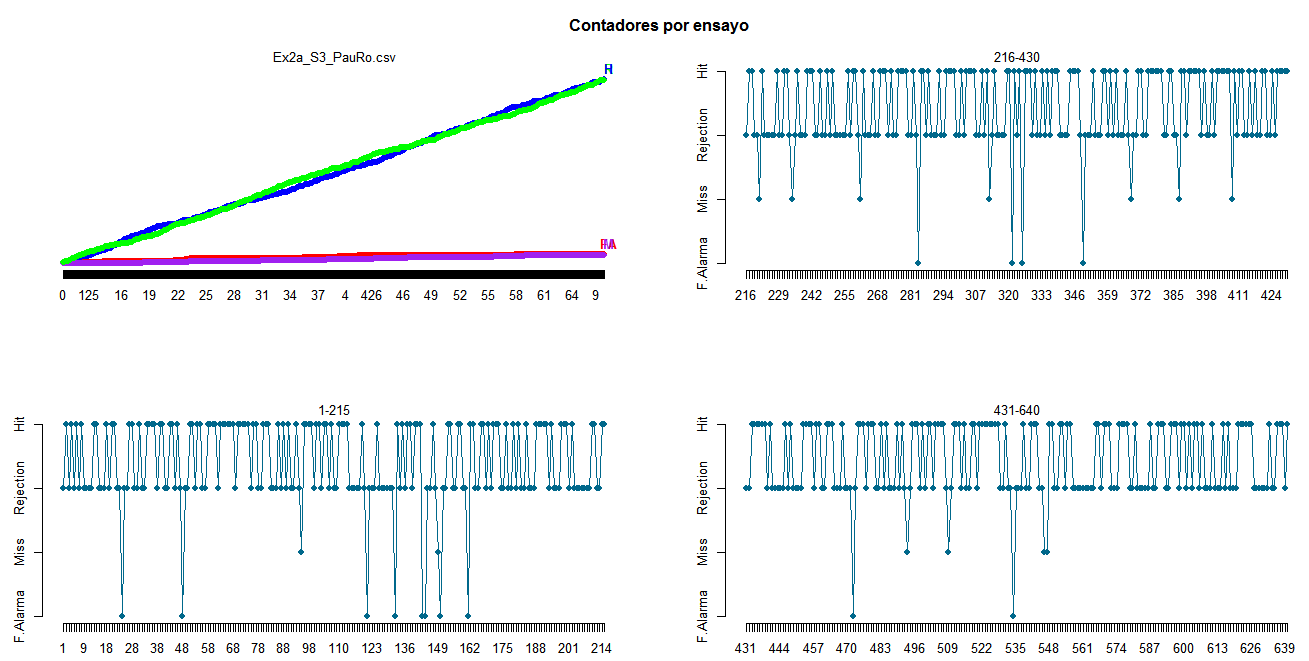 Contadores por ensayo
Ex2a_S3_PauRo.csv
H
FA
0 125 16 19 22 25 28 31 34 37 4 426 46 49 52 55 58 61 64 9
216-430
Hit
Rejection
Miss
F.Alarma
216 229 242 255 268 281 294 307 320 333 346 359 372 385 398 411 424
1-215
Hit
Rejection
Miss
F.Alarma
1 9 18 28 38 48 58 68 78 88 98 110 123 136 149 162 175 188 201 214
431-640
Hit
Rejection
Miss
F.Alarma
431 444 457 470 483 496 509 522 535 548 561 574 587 600 613 626 639